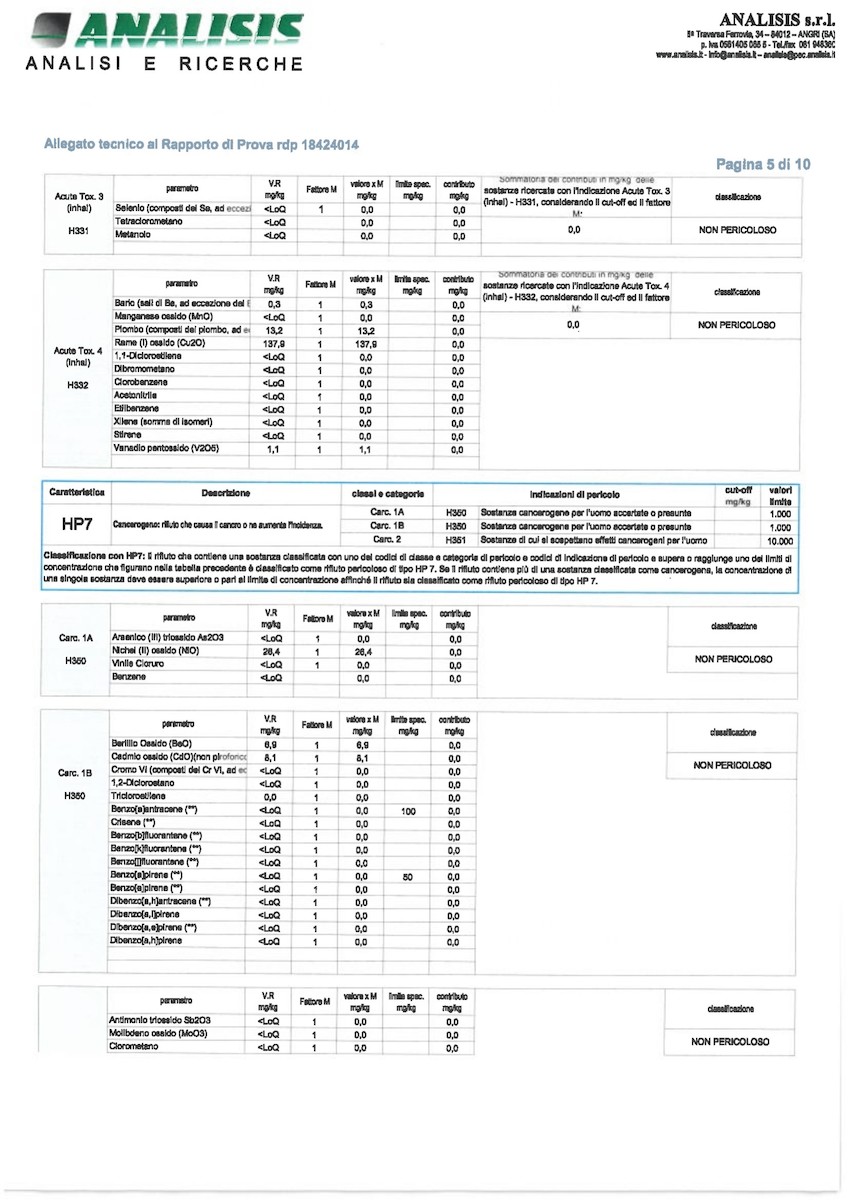 ANALISIS
ANALISI E RICERCHE
ANALISIS s.r.l.
5ª Traversa Ferrovia, 34 – 84012 – ANGRI (SA)
www.analisis.it - info@analisis.it – analisis@pec.analisis.it
Allegato tecnico al Rapporto di Prova rdp 18424014
Pagina 5 di 10
Acute Tox. 3 (inhal) H331
parametro V.R mg/kg Fattore M valore x M mg/kg limite spec. mg/kg contributo mg/kg
Selenio (composti del Se, ad eccezi <LoQ 1 0,0 0,0
Tetraclorometano <LoQ 0,0 0,0
Metanolo <LoQ 0,0 0,0
Sommatoria dei contributi in mg/kg delle
sostanze ricercate con l'indicazione Acute Tox. 3
(inhal) - H331, considerando il cut-off ed il fattore
M:
0,0
classificazione
NON PERICOLOSO
Acute Tox. 4 (inhal) H332
parametro V.R mg/kg Fattore M valore x M mg/kg limite spec. mg/kg contributo mg/kg
Bario (sali di Ba, ad eccezione del 0,3 1 0,3 0,0
Manganese ossido (MnO) <LoQ 1 0,0 0,0
Piombo (composti del piombo, ad e 13,2 1 13,2 0,0
Rame (I) ossido (Cu2O) 137,9 1 137,9 0,0
1,1-Dicloroetilene <LoQ 1 0,0 0,0
Dibromometano <LoQ 1 0,0 0,0
Clorobenzene <LoQ 1 0,0 0,0
Acetonitrile <LoQ 1 0,0 0,0
Etilbenzene <LoQ 1 0,0 0,0
Xilene (somma di isomeri) <LoQ 1 0,0 0,0
Stirene <LoQ 1 0,0 0,0
Vanadio pentossido (V2O5) 1,1 1 1,1 0,0
Sommatoria dei contributi in mg/kg delle
sostanze ricercate con l'indicazione Acute Tox. 4
(inhal) - H332, considerando il cut-off ed il fattore
M:
0,0
classificazione
NON PERICOLOSO
Caratteristica Descrizione classi e categorie Indicazioni di pericolo cut-off mg/kg valori limite
HP7 Cancerogeno: rifiuto che causa il cancro o ne aumenta l'incidenza.
Carc. 1A H350 Sostanze cancerogene per l'uomo accertate o presunte 1.000
Carc. 1B H350 Sostanze cancerogene per l'uomo accertate o presunte 1.000
Carc. 2 H351 Sostanze di cui si sospettano effetti cancerogeni per l'uomo 10.000
Classificazione con HP7: Il rifiuto che contiene una sostanza classificata con uno dei codici di classe e categoria di pericolo e codici di indicazione di pericolo e supera o raggiunge uno dei limiti di
concentrazione che figurano nella tabella precedente è classificato come rifiuto pericoloso di tipo HP 7. Se il rifiuto contiene più di una sostanza classificata come cancerogena, la concentrazione di
una singola sostanza deve essere superiore o pari al limite di concentrazione affinché il rifiuto sia classificato come rifiuto pericoloso di tipo HP 7.
Carc. 1A H350
parametro V.R mg/kg Fattore M valore x M mg/kg limite spec. mg/kg contributo mg/kg
Arsenico (III) triossido As2O3 <LoQ 1 0,0 0,0
Nichel (II) ossido (NiO) 26,4 1 26,4 0,0
Vinile Cloruro <LoQ 1 0,0 0,0
Benzene <LoQ 0,0 0,0
classificazione
NON PERICOLOSO
Carc. 1B H350
parametro V.R mg/kg Fattore M valore x M mg/kg limite spec. mg/kg contributo mg/kg
Berillio Ossido (BeO) 6,9 1 6,9 0,0
Cadmio ossido (CdO)(non piroforico 1 0,0
Cromo VI (composti del Cr VI, ad ec <LoQ 1 0,0 0,0
1,2-Dicloroetano <LoQ 1 0,0 0,0
Tricloroetilene 0,0 1 0,0 0,0
Benzo[a]antracene (**) <LoQ 1 0,0 100 0,0
Crisene (**) <LoQ 1 0,0 0,0
Benzo[b]fluorantene (**) <LoQ 1 0,0 0,0
Benzo[k]fluorantene (**) <LoQ 1 0,0 0,0
Benzo[j]fluorantene (**) <LoQ 1 0,0 0,0
Benzo[a]pirene (**) <LoQ 1 0,0 50 0,0
Benzo[e]pirene (**) <LoQ 1 0,0 0,0
Dibenzo[a,h]antracene (**) <LoQ 1 0,0 0,0
Dibenzo[a,l]pirene <LoQ 1 0,0 0,0
Dibenzo[a,e]pirene (**) <LoQ 1 0,0 0,0
Dibenzo[a,h]pirene <LoQ 1 0,0 0,0
classificazione
NON PERICOLOSO
parametro V.R mg/kg Fattore M valore x M mg/kg limite spec. mg/kg contributo mg/kg
Antimonio triossido Sb2O3 <LoQ 1 0,0 0,0
Molibdeno ossido (MoO3) <LoQ 1 0,0 0,0
Clorometano <LoQ 1 0,0 0,0
classificazione
NON PERICOLOSO